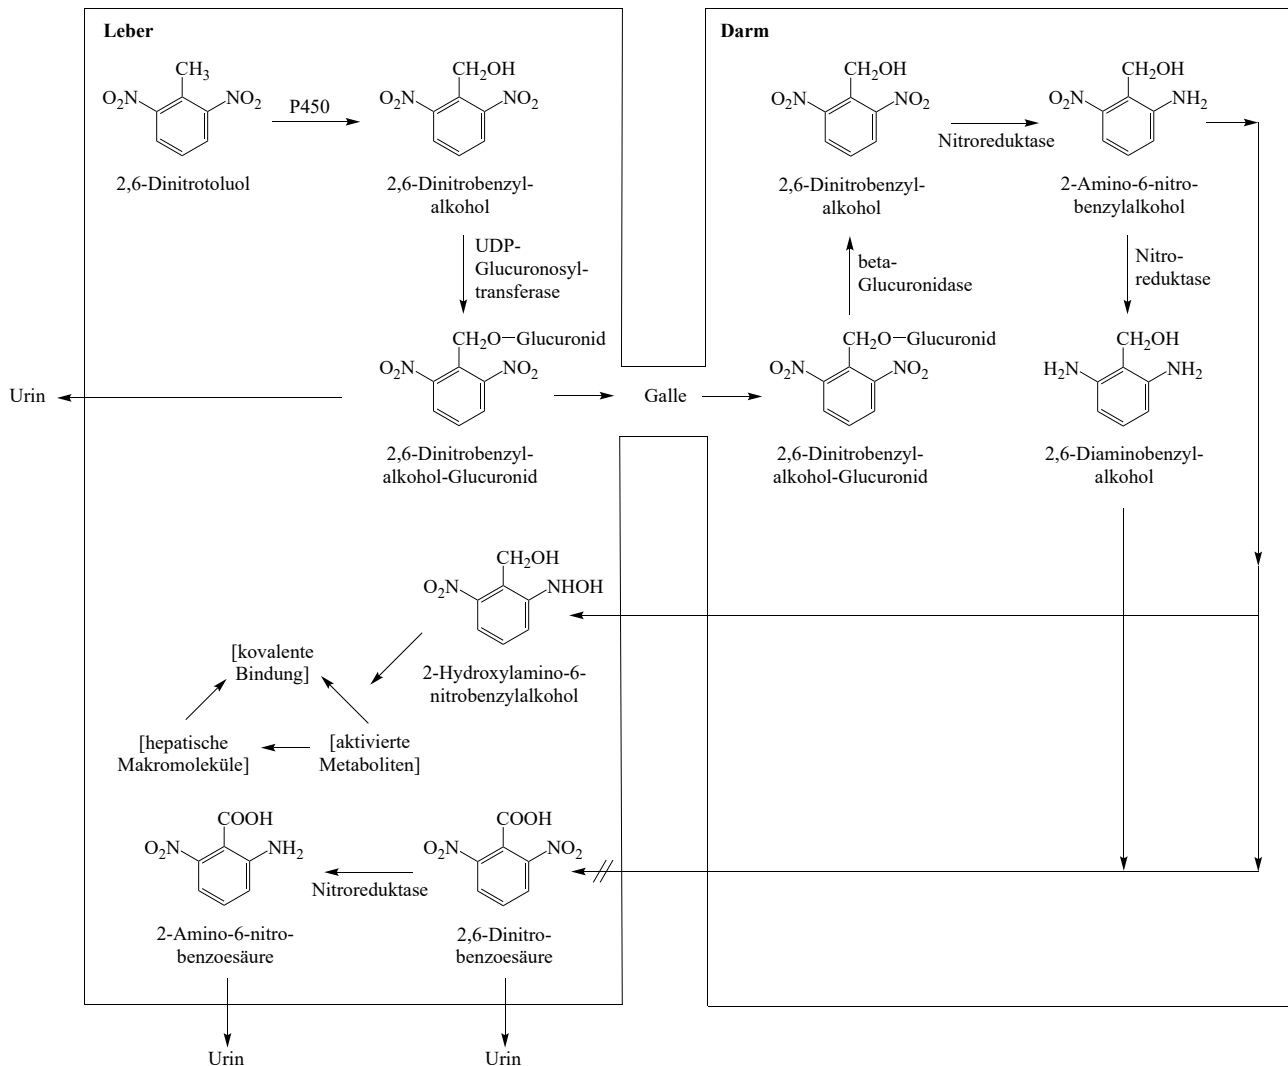 Leber
CH3
O2N NO2
2,6-Dinitrotoluol
P450
CH2OH
O2N NO2
2,6-Dinitrobenzyl-
alkohol
UDP-
Glucuronosyl-
transferase
CH2O–Glucuronid
O2N NO2
2,6-Dinitrobenzyl-
alkohol-Glucuronid
Urin
Galle
Darm
CH2OH
O2N NO2
2,6-Dinitrobenzyl-
alkohol
Nitroreduktase
CH2OH
O2N NH2
2-Amino-6-nitro-
benzylalkohol
beta-
Glucuronidase
Nitro-
reduktase
CH2O–Glucuronid
O2N NO2
2,6-Dinitrobenzyl-
alkohol-Glucuronid
CH2OH
H2N NH2
2,6-Diaminobenzyl-
alkohol
CH2OH
O2N NHOH
2-Hydroxylamino-6-
nitrobenzylalkohol
[kovalente
Bindung]
[hepatische
Makromoleküle]
[aktivierte
Metaboliten]
COOH
O2N NH2
2-Amino-6-nitro-
benzoesäure
Nitroreduktase
COOH
O2N NO2
2,6-Dinitro-
benzoesäure
Urin
Urin